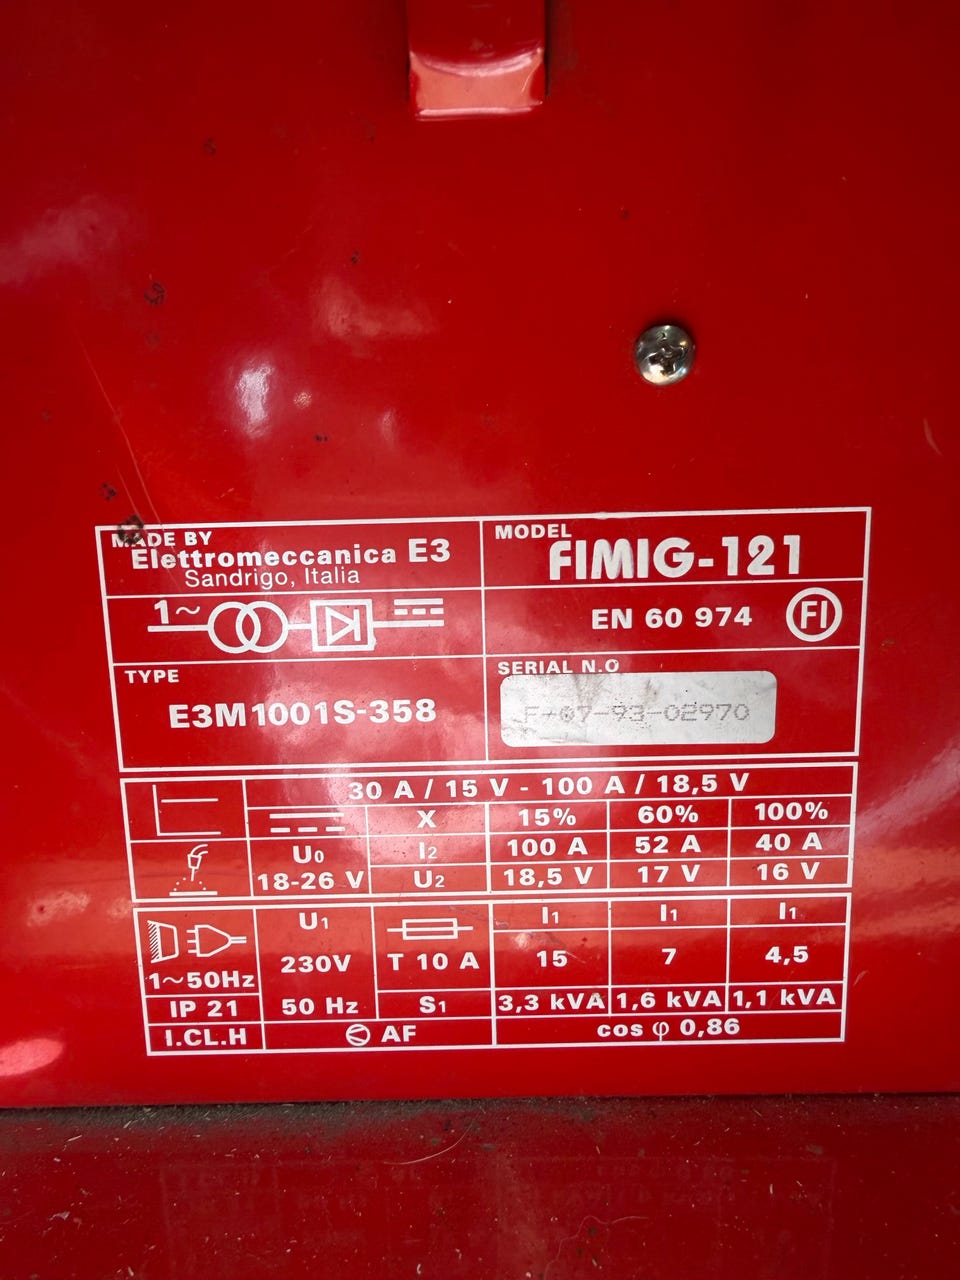 MADE BY
Elettromeccanica E3
Sandrigo, Italia
MODEL
FIMIG-121
1~
EN 60 974 FI
TYPE
E3M1001S-358
SERIAL N.O
F-07-93-02970
30 A / 15 V - 100 A / 18,5 V
X 15% 60% 100%
U0 I2 100 A 52 A 40 A
18-26 V U2 18,5 V 17 V 16 V
U1 I1 I1 I1
230V T 10 A 15 7 4,5
1~50Hz
IP 21 50 Hz S1 3,3 kVA 1,6 kVA 1,1 kVA
I.CL.H AF cos φ 0,86